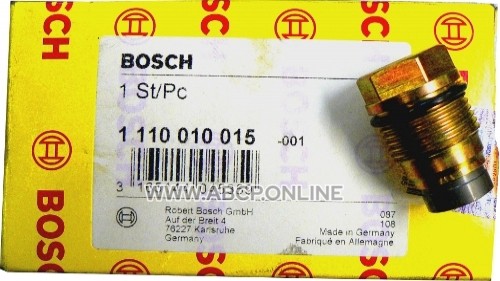 BOSCH
BOSCH
1 St/Pc
1 110 010 015 -001
WWW.ABCP.ONLINE
Robert Bosch GmbH
Auf der Breit 4
76227 Karlsruhe
Germany
087
108
Made in Germany
Fabriqué en Allemagne
BOSCH